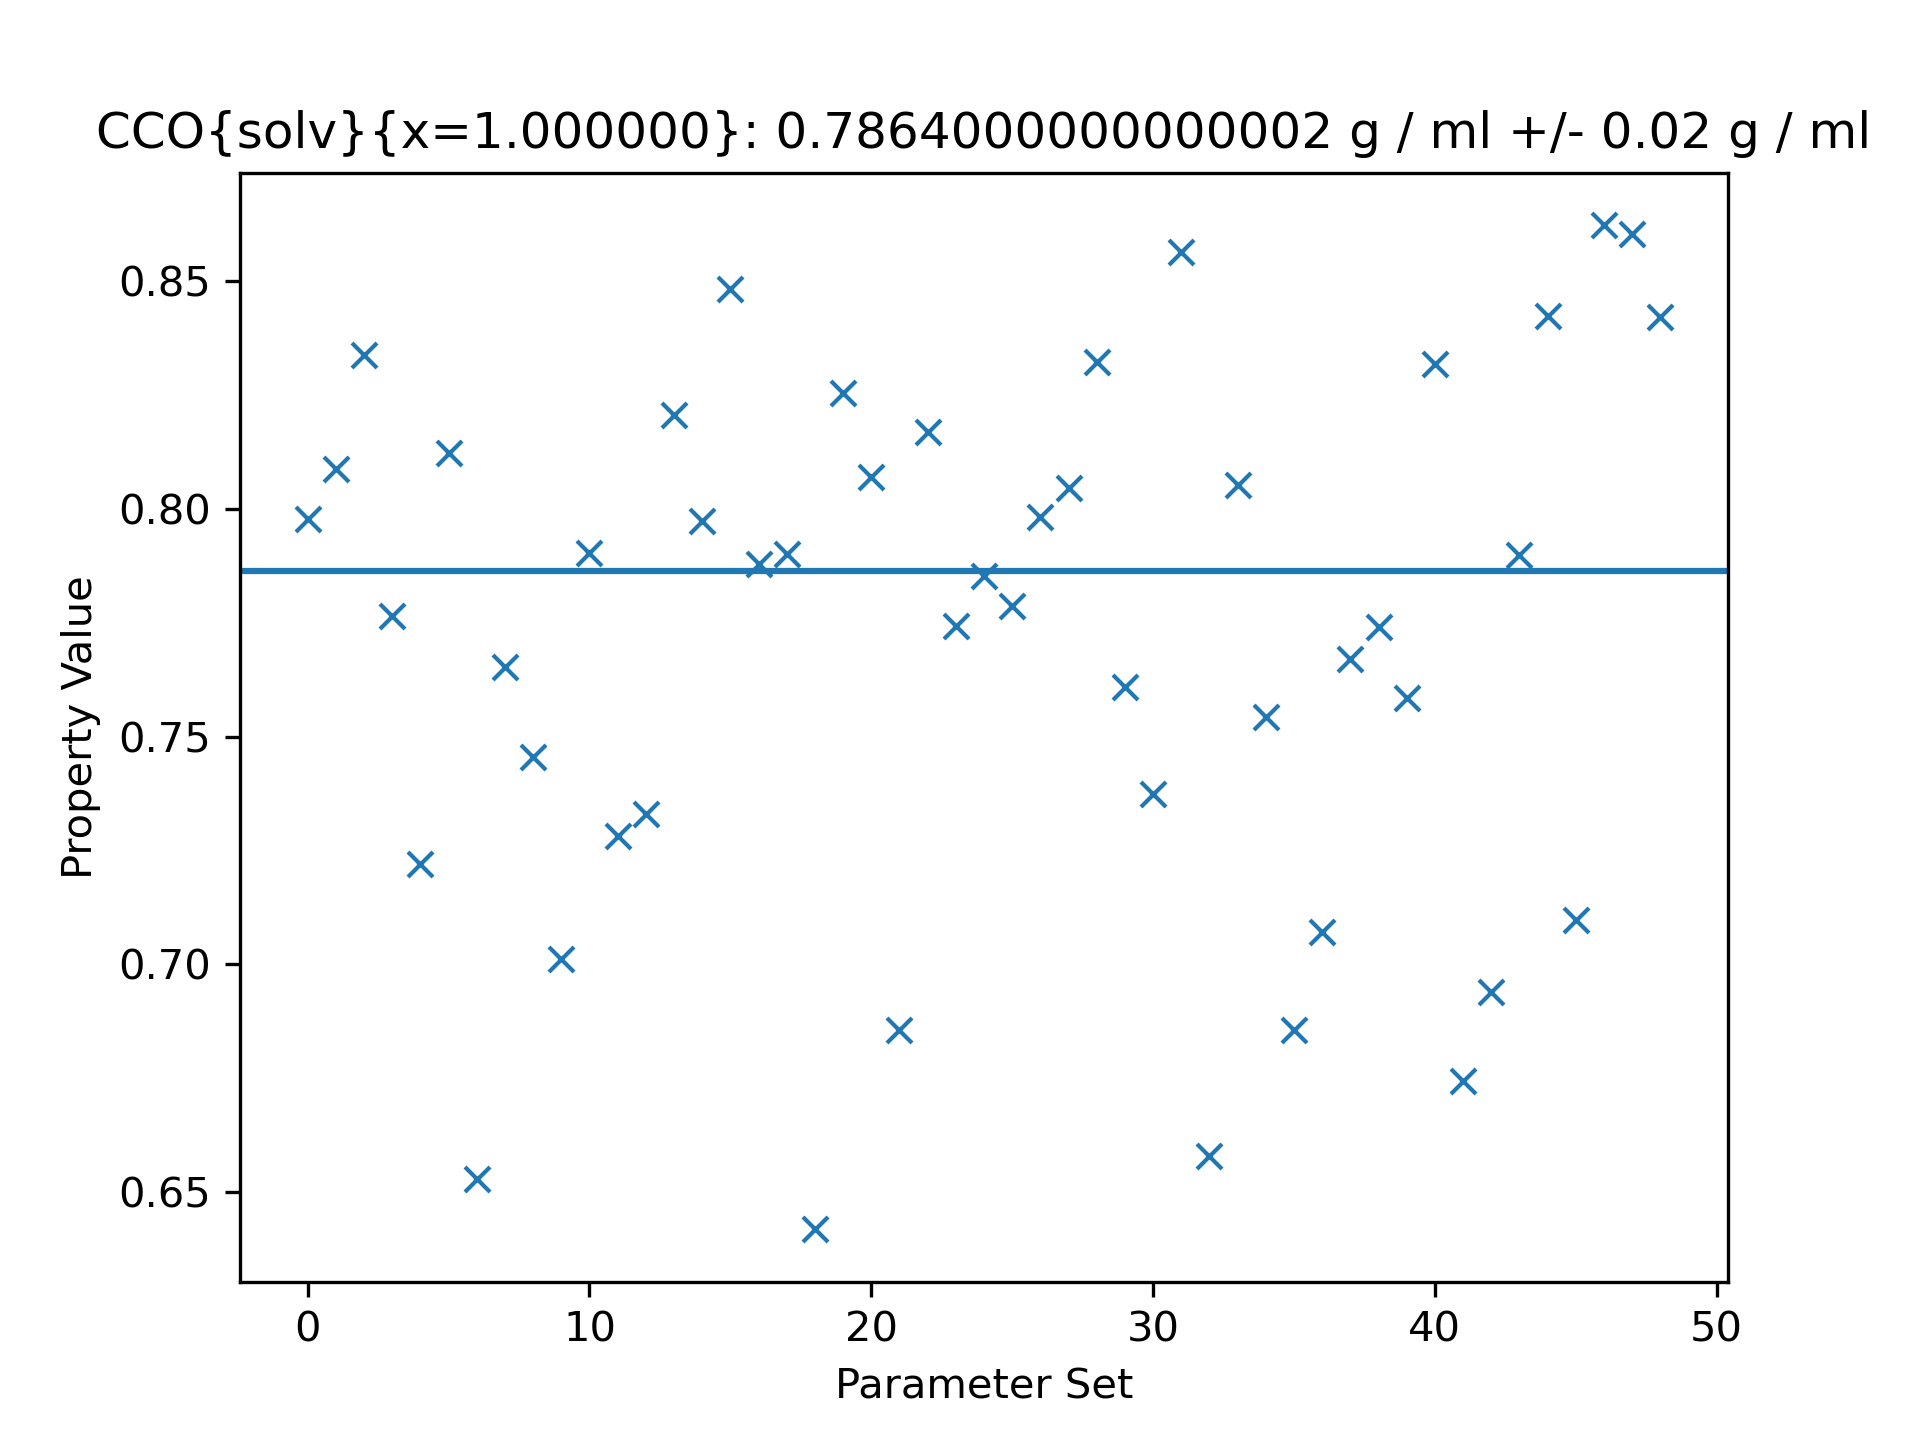 CCO{solv}{x=1.000000}: 0.7864000000000002 g / ml +/- 0.02 g / ml
0.85
0.80
0.75
0.70
0.65
Property Value
0 10 20 30 40 50
Parameter Set